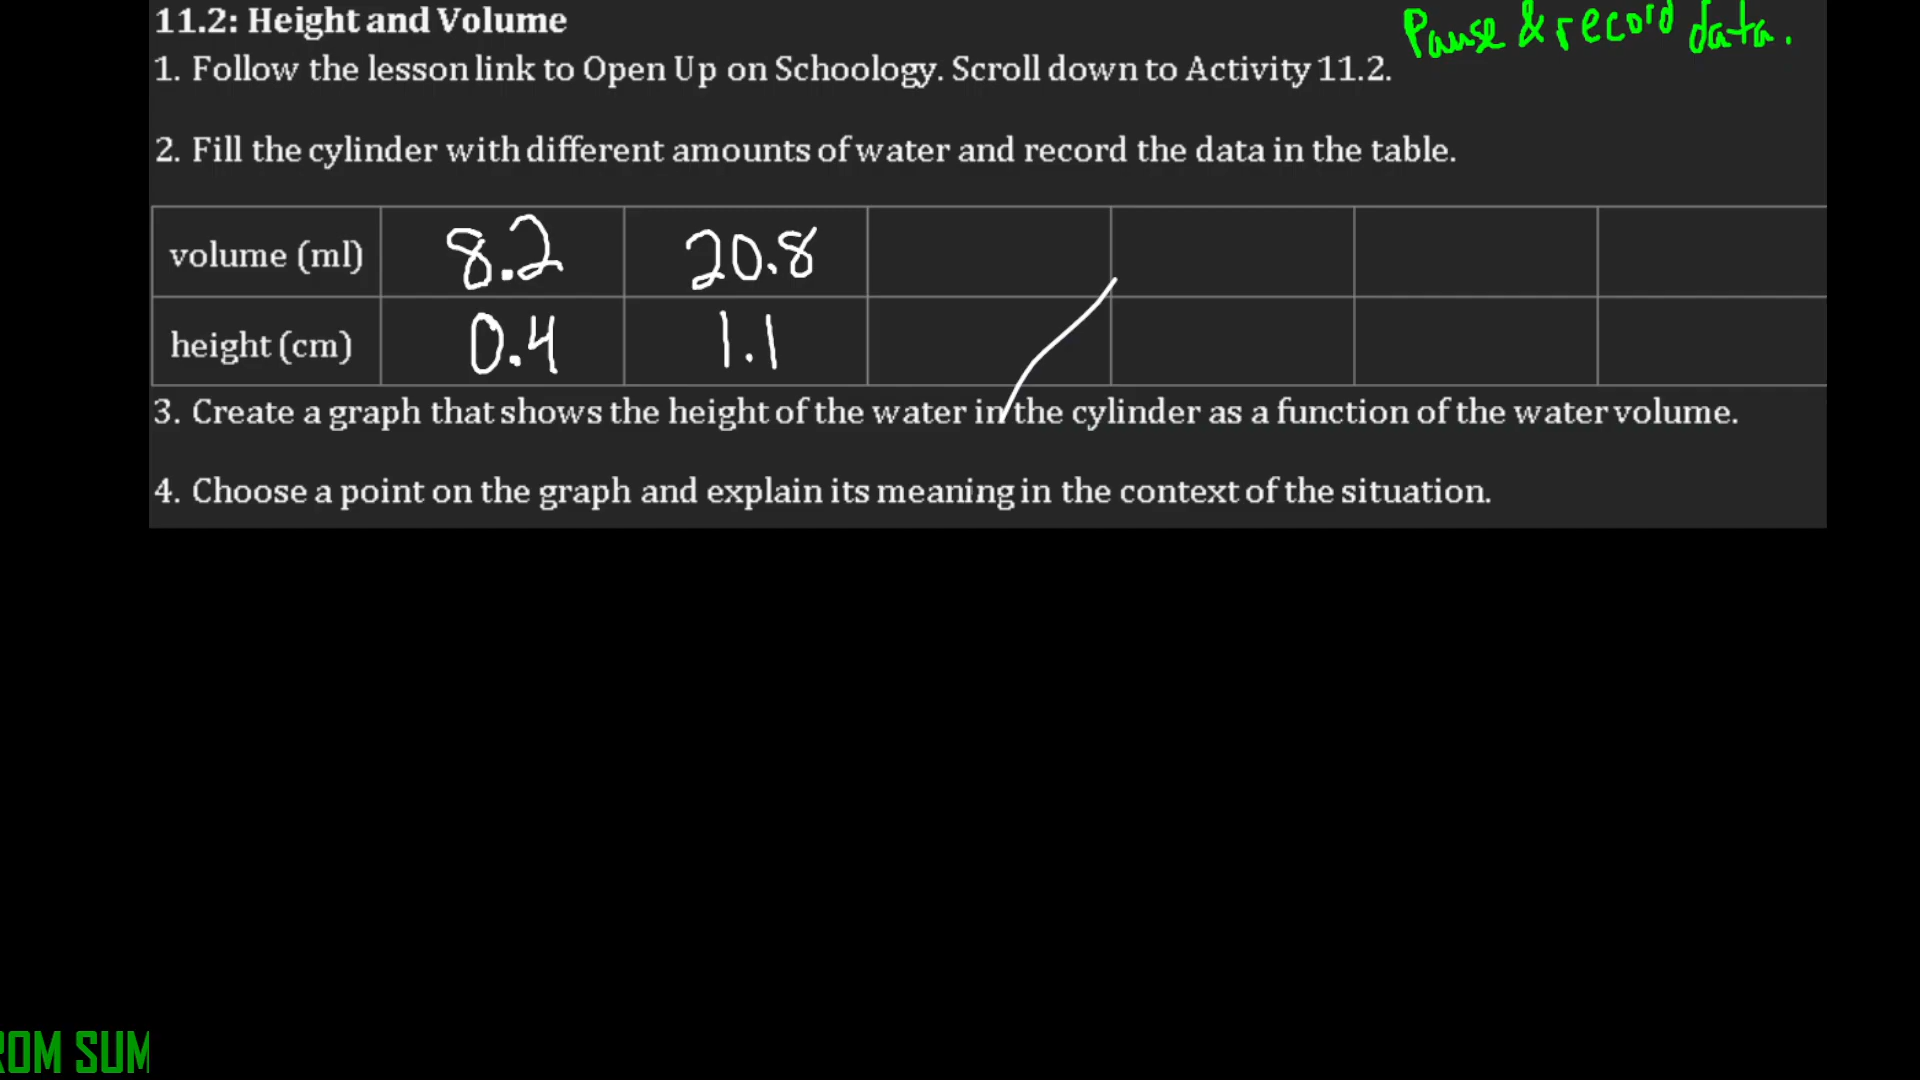 11.2: Height and Volume
Pause & record data.
1. Follow the lesson link to Open Up on Schoology. Scroll down to Activity 11.2.
2. Fill the cylinder with different amounts of water and record the data in the table.
volume (ml) 8.2 20.8
height (cm) 0.4 1.1
3. Create a graph that shows the height of the water in the cylinder as a function of the water volume.
4. Choose a point on the graph and explain its meaning in the context of the situation.
ROM SUM